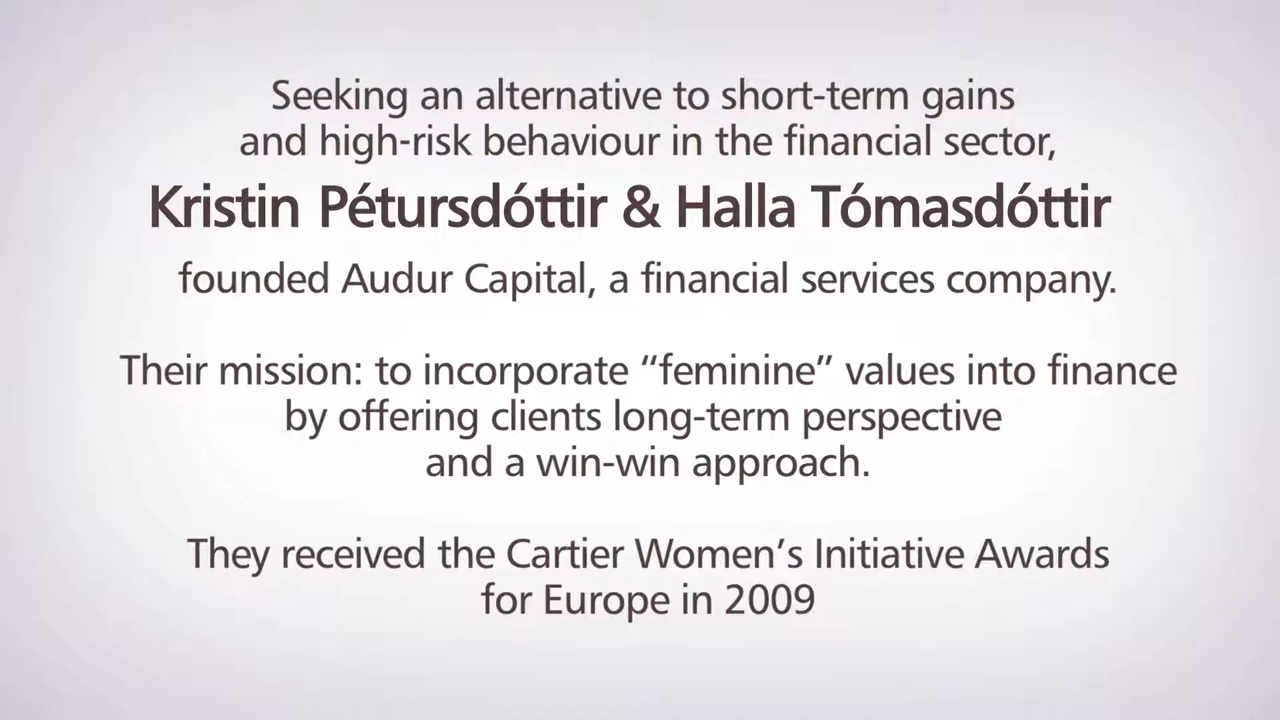 Seeking an alternative to short-term gains
and high-risk behaviour in the financial sector,
Kristin Pétursdóttir & Halla Tómasdóttir
founded Audur Capital, a financial services company.
Their mission: to incorporate “feminine” values into finance
by offering clients long-term perspective
and a win-win approach.
They received the Cartier Women’s Initiative Awards
for Europe in 2009